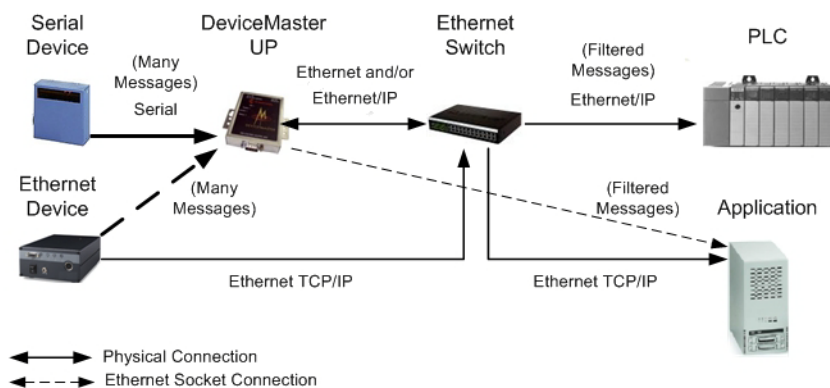 Serial
Device
DeviceMaster
UP
Ethernet
Switch
PLC
(Many
Messages)
Serial
Ethernet and/or
Ethernet/IP
(Filtered
Messages)
Ethernet/IP
Ethernet
Device
(Many
Messages)
(Filtered
Messages)
Application
Ethernet TCP/IP
Ethernet TCP/IP
Physical Connection
Ethernet Socket Connection